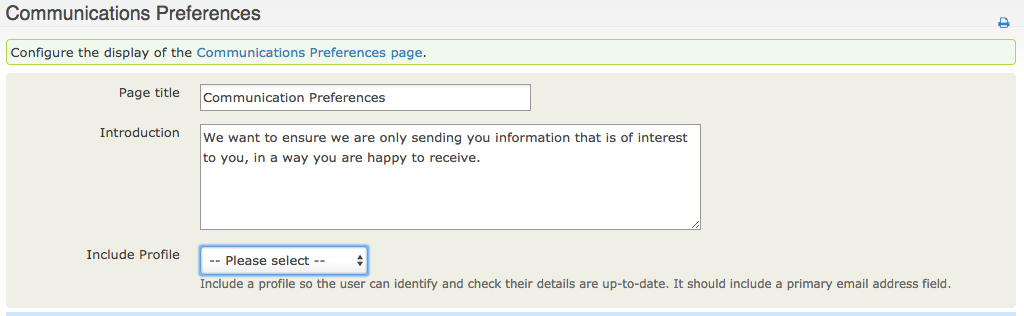 Communications Preferences
Configure the display of the Communications Preferences page.
Page title
Communication Preferences
Introduction
We want to ensure we are only sending you information that is of interest
to you, in a way you are happy to receive.
Include Profile
-- Please select --
Include a profile so the user can identify and check their details are up-to-date. It should include a primary email address field.